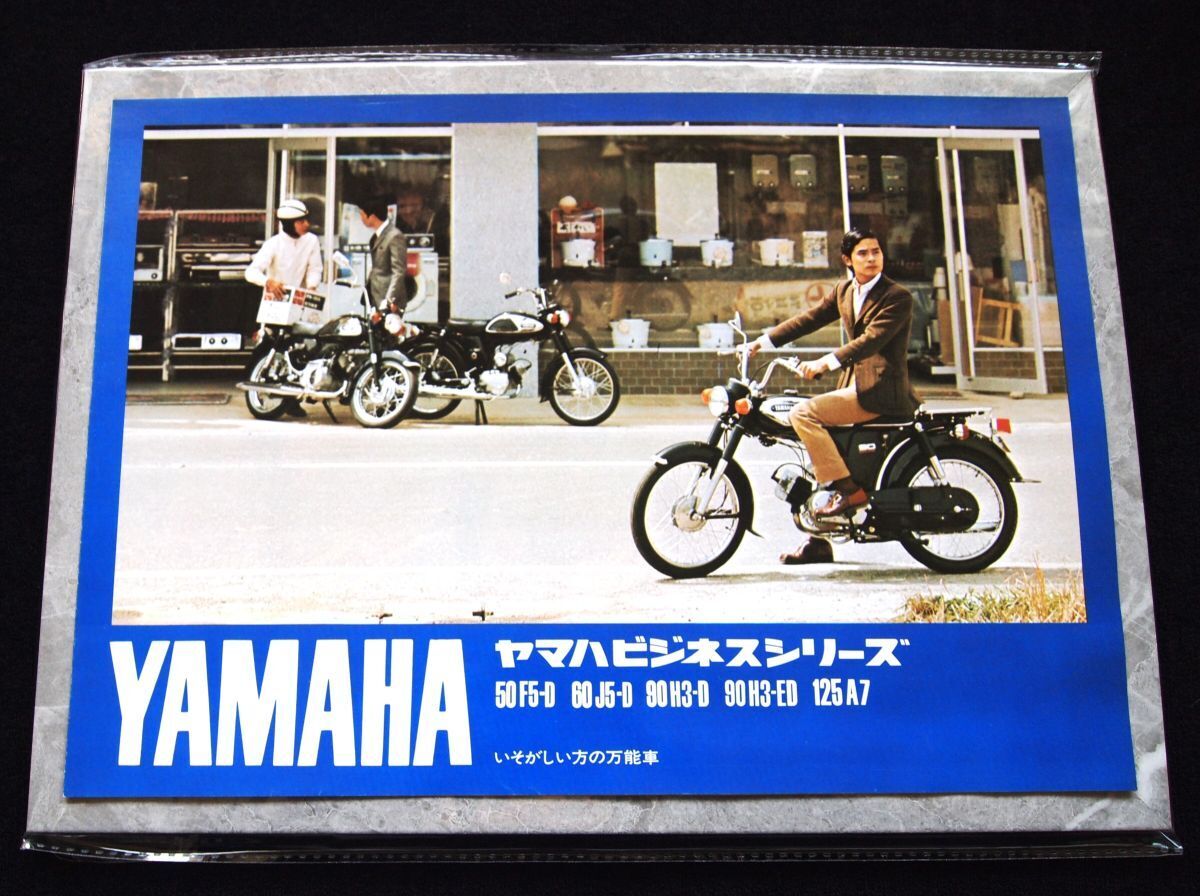 YAMAHA
YAMAHA
ヤマハビジネスシリーズ
50F5-D 60J5-D 90H3-D 90H3-ED 125A7
いそがしい方の万能車